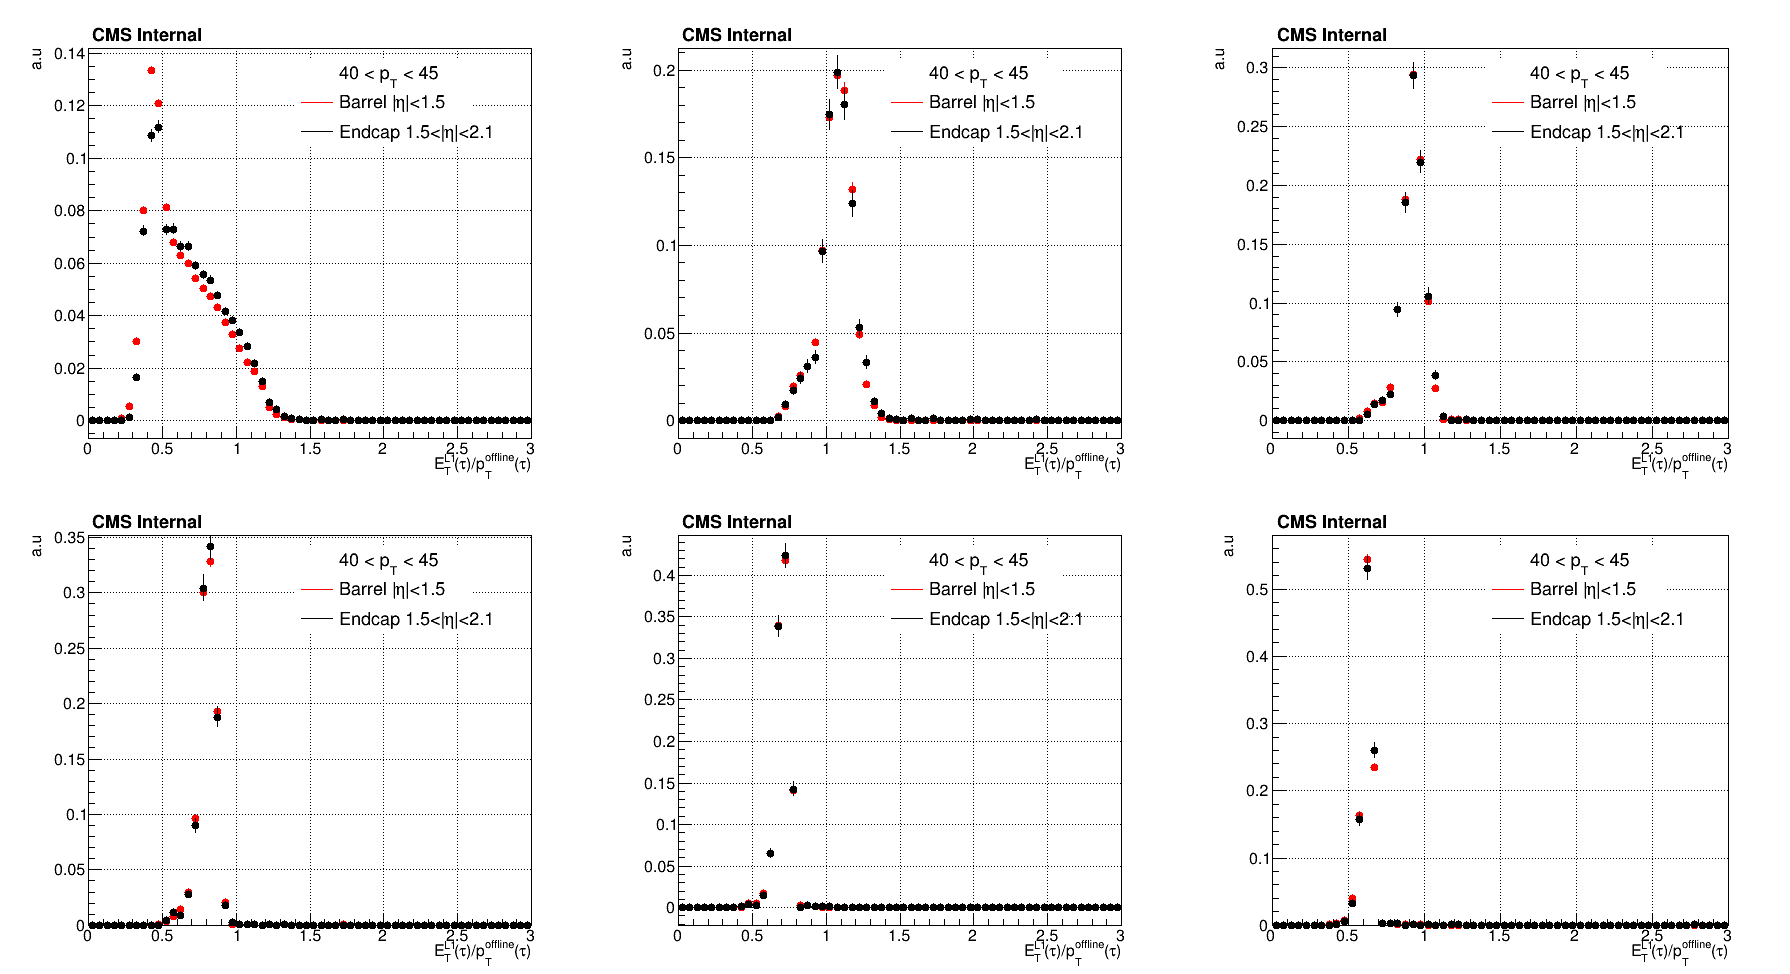 CMS Internal
a.u
40 < p_T < 45
Barrel |η|<1.5
Endcap 1.5<|η|<2.1
0.14
0.12
0.1
0.08
0.06
0.04
0.02
0
0 0.5 1 1.5 2 2.5 3
E_T^L1(τ)/p_T^offline(τ)
CMS Internal
a.u
40 < p_T < 45
Barrel |η|<1.5
Endcap 1.5<|η|<2.1
0.2
0.15
0.1
0.05
0
0 0.5 1 1.5 2 2.5 3
E_T^L1(τ)/p_T^offline(τ)
CMS Internal
a.u
40 < p_T < 45
Barrel |η|<1.5
Endcap 1.5<|η|<2.1
0.3
0.25
0.2
0.15
0.1
0.05
0
0 0.5 1 1.5 2 2.5 3
E_T^L1(τ)/p_T^offline(τ)
CMS Internal
a.u
40 < p_T < 45
Barrel |η|<1.5
Endcap 1.5<|η|<2.1
0.35
0.3
0.25
0.2
0.15
0.1
0.05
0
0 0.5 1 1.5 2 2.5 3
E_T^L1(τ)/p_T^offline(τ)
CMS Internal
a.u
40 < p_T < 45
Barrel |η|<1.5
Endcap 1.5<|η|<2.1
0.4
0.35
0.3
0.25
0.2
0.15
0.1
0.05
0
0 0.5 1 1.5 2 2.5 3
E_T^L1(τ)/p_T^offline(τ)
CMS Internal
a.u
40 < p_T < 45
Barrel |η|<1.5
Endcap 1.5<|η|<2.1
0.5
0.4
0.3
0.2
0.1
0
0 0.5 1 1.5 2 2.5 3
E_T^L1(τ)/p_T^offline(τ)